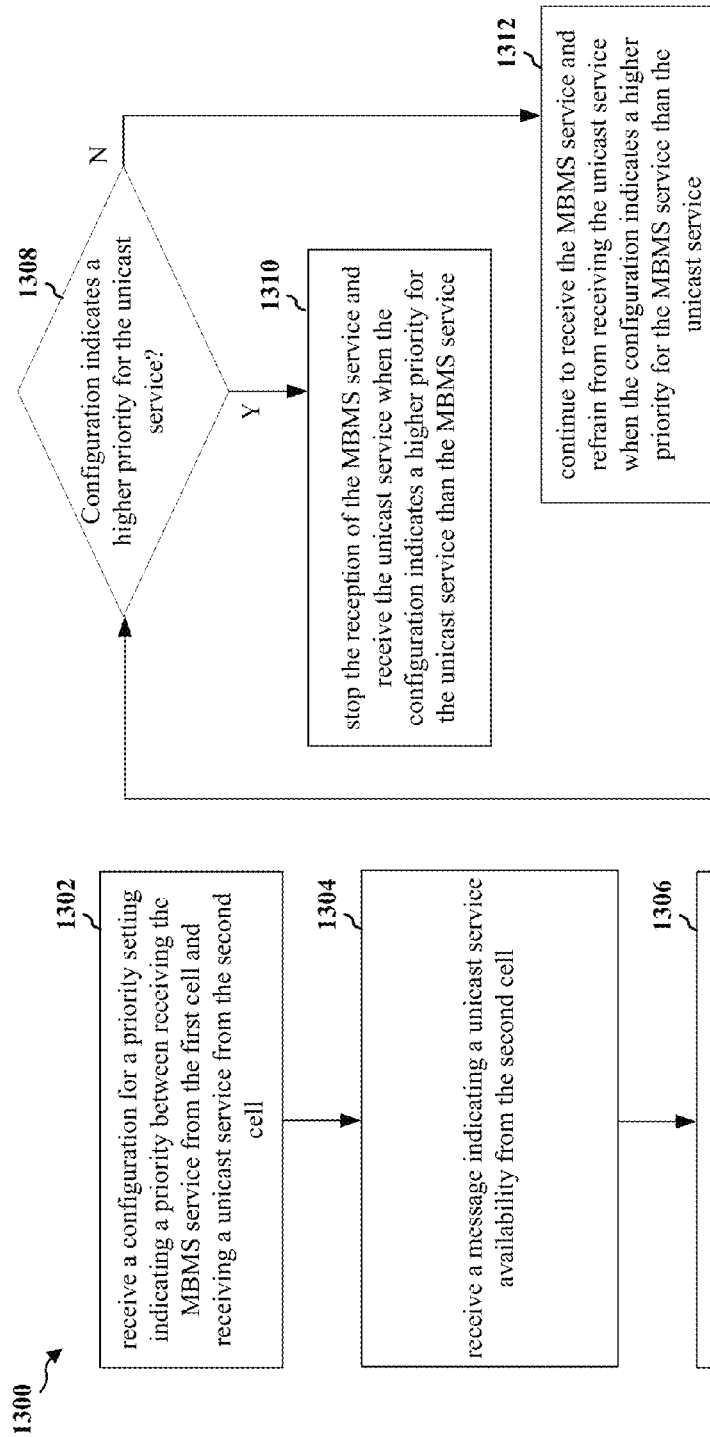 1300
1302
receive a configuration for a priority setting
indicating a priority between receiving the
MBMS service from the first cell and
receiving a unicast service from the second
cell
1304
receive a message indicating a unicast service
availability from the second cell
1306
1308
Configuration indicates a
higher priority for the unicast
service?
Y
N
1310
stop the reception of the MBMS service and
receive the unicast service when the
configuration indicates a higher priority for
the unicast service than the MBMS service
1312
continue to receive the MBMS service and
refrain from receiving the unicast service
when the configuration indicates a higher
priority for the MBMS service than the
unicast service